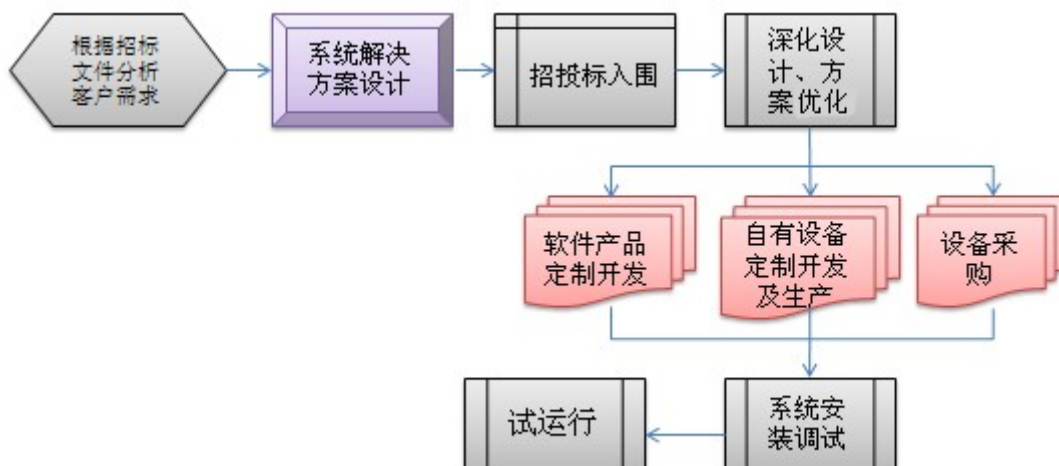 根据招标
文件分析
客户需求
系统解决
方案设计
招投标入围
深化设
计、方
案优化
软件产品
定制开发
自有设备
定制开发
及生产
设备采
购
系统安
装调试
试运行